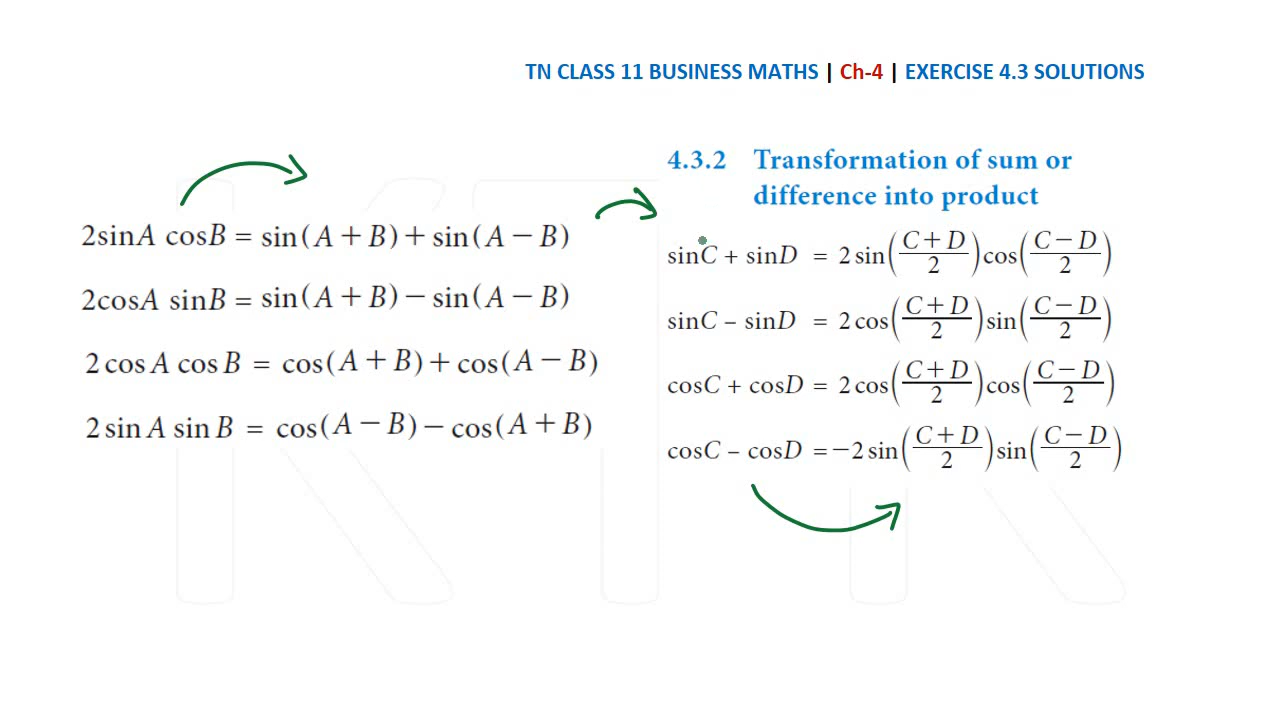 TN CLASS 11 BUSINESS MATHS | Ch-4 | EXERCISE 4.3 SOLUTIONS
2sinA cosB = sin(A + B) + sin(A − B)
2cosA sinB = sin(A + B) − sin(A − B)
2 cos A cos B = cos(A + B) + cos(A − B)
2 sin A sin B = cos(A − B) − cos(A + B)
4.3.2 Transformation of sum or
difference into product
sinC + sinD = 2 sin((C + D)/2) cos((C − D)/2)
sinC – sinD = 2 cos((C + D)/2) sin((C − D)/2)
cosC + cosD = 2 cos((C + D)/2) cos((C − D)/2)
cosC – cosD = −2 sin((C + D)/2) sin((C − D)/2)
KTK